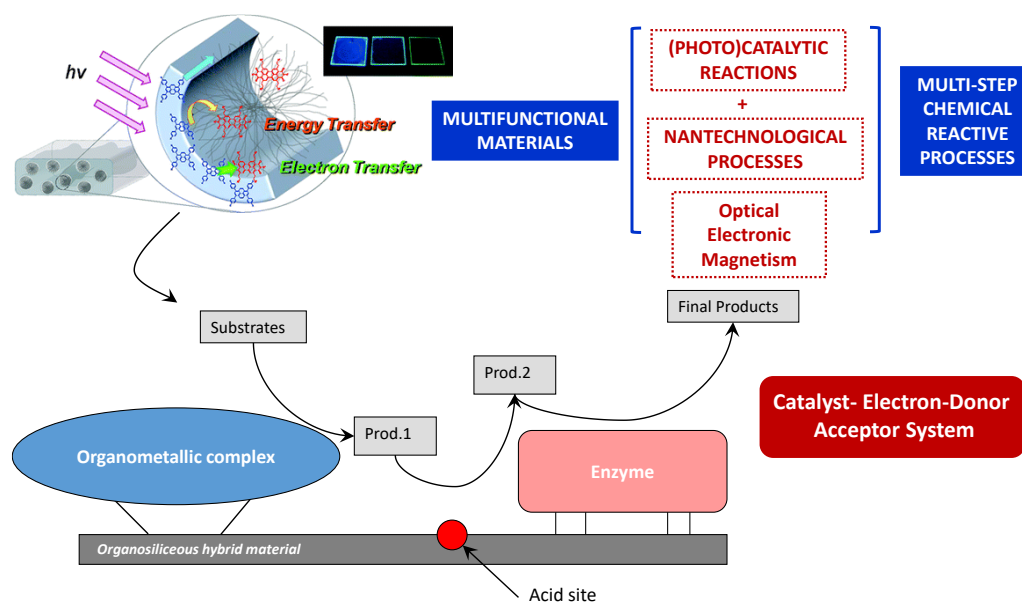 hν
Energy Transfer
Electron Transfer
MULTIFUNCTIONAL
MATERIALS
(PHOTO)CATALYTIC
REACTIONS
+
NANTECHNOLOGICAL
PROCESSES
Optical
Electronic
Magnetism
MULTI-STEP
CHEMICAL
REACTIVE
PROCESSES
Substrates
Prod.1
Prod.2
Final Products
Catalyst- Electron-Donor
Acceptor System
Organometallic complex
Enzyme
Organosiliceous hybrid material
Acid site